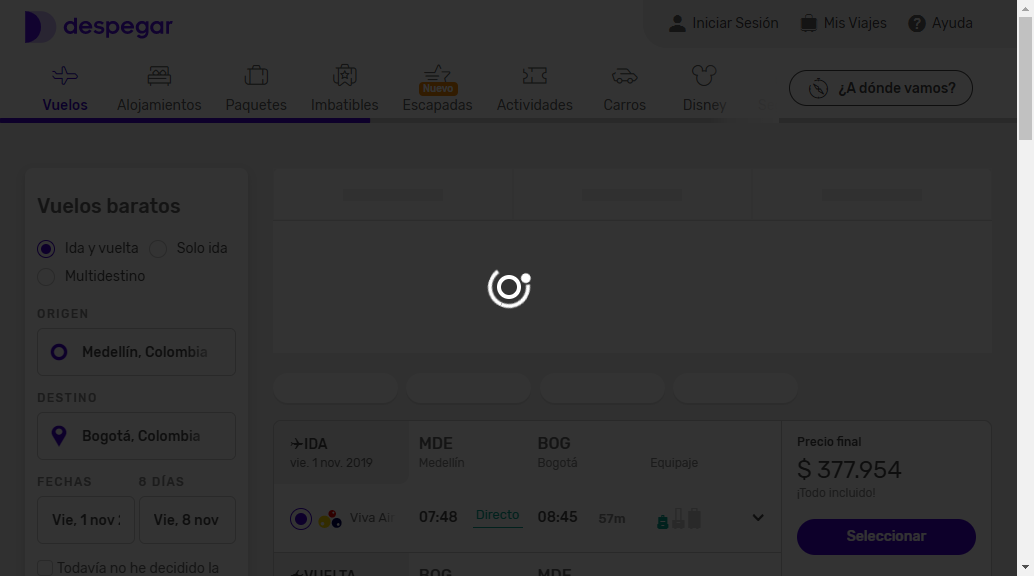 despegar
Iniciar Sesión
Mis Viajes
Ayuda
Vuelos
Alojamientos
Paquetes
Imbatibles
Nuevo
Escapadas
Actividades
Carros
Disney
¿A dónde vamos?
Vuelos baratos
Ida y vuelta
Solo ida
Multidestino
ORIGEN
Medellín, Colombia
DESTINO
Bogotá, Colombia
FECHAS
8 DÍAS
Vie, 1 nov
Vie, 8 nov
Todavía no he decidido la
IDA
vie. 1 nov. 2019
MDE
Medellín
BOG
Bogotá
Equipaje
Viva Air
07:48
Directo
08:45
57m
VUELTA
BOG
MDE
Precio final
$ 377.954
¡Todo incluido!
Seleccionar